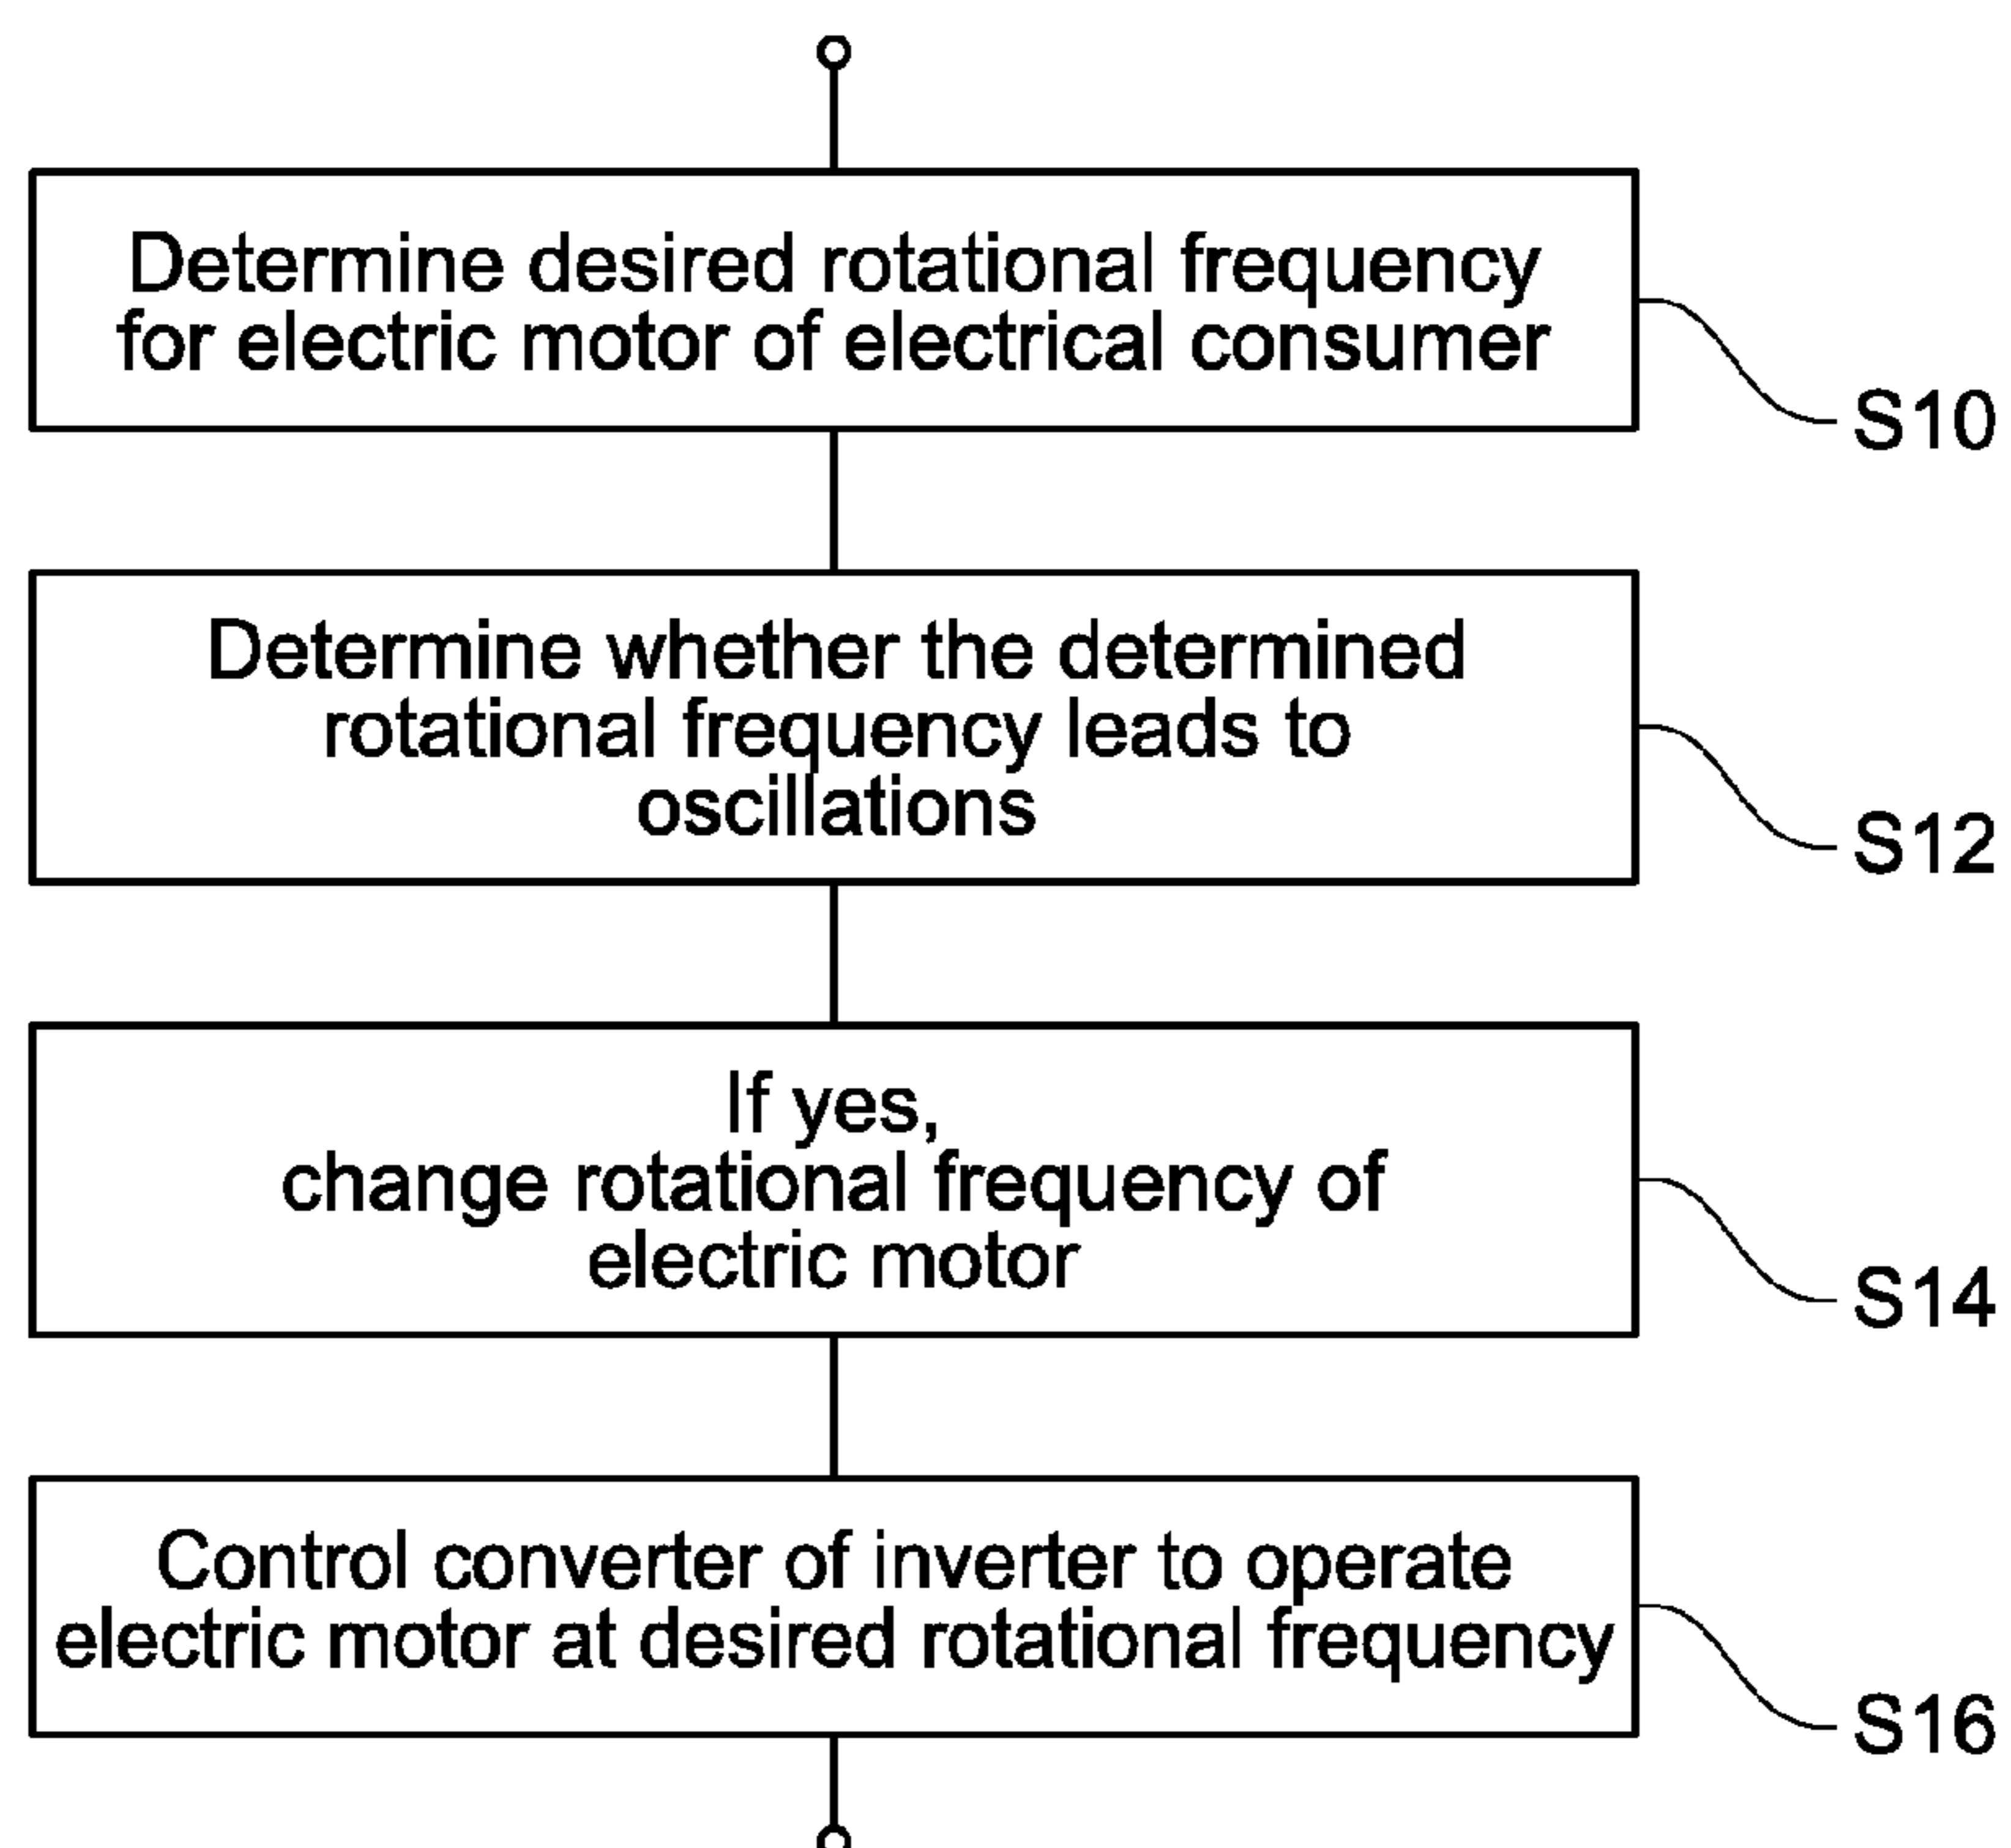 Determine desired rotational frequency
for electric motor of electrical consumer
S10
Determine whether the determined
rotational frequency leads to
oscillations
S12
If yes,
change rotational frequency of
electric motor
S14
Control converter of inverter to operate
electric motor at desired rotational frequency
S16